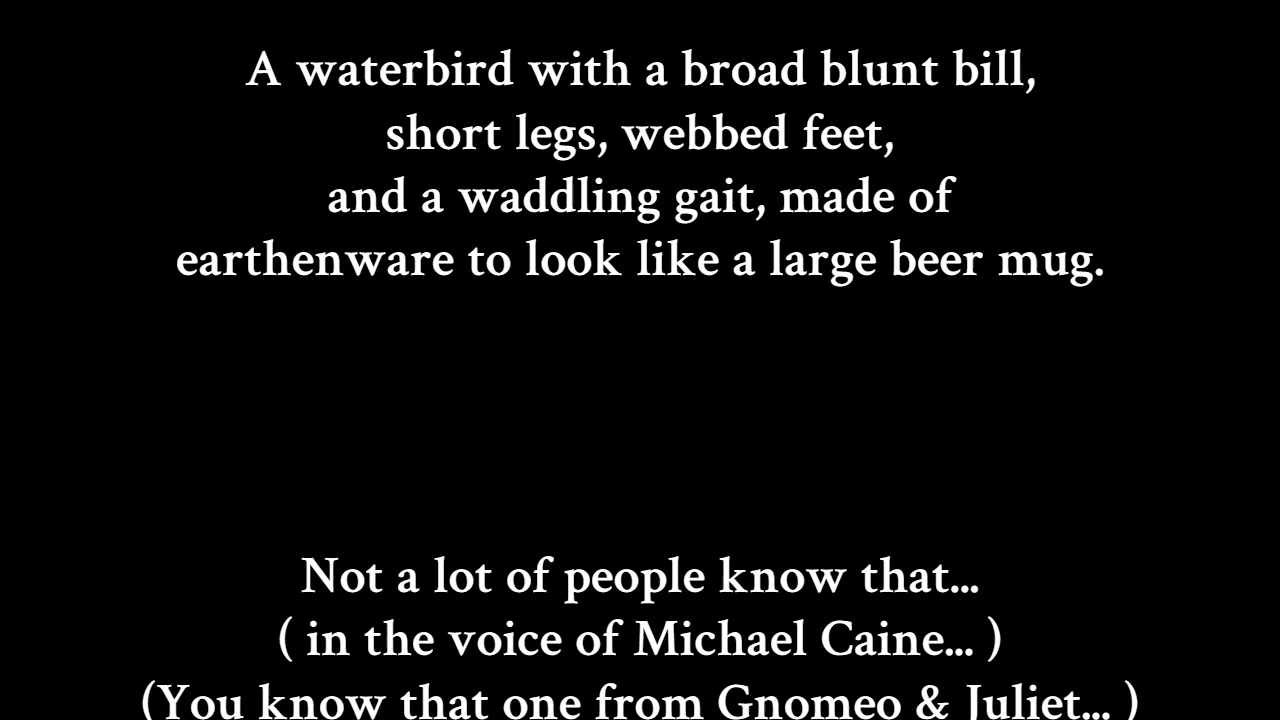 A waterbird with a broad blunt bill,
short legs, webbed feet,
and a waddling gait, made of
earthenware to look like a large beer mug.
Not a lot of people know that...
( in the voice of Michael Caine... )
(You know that one from Gnomeo & Juliet... )